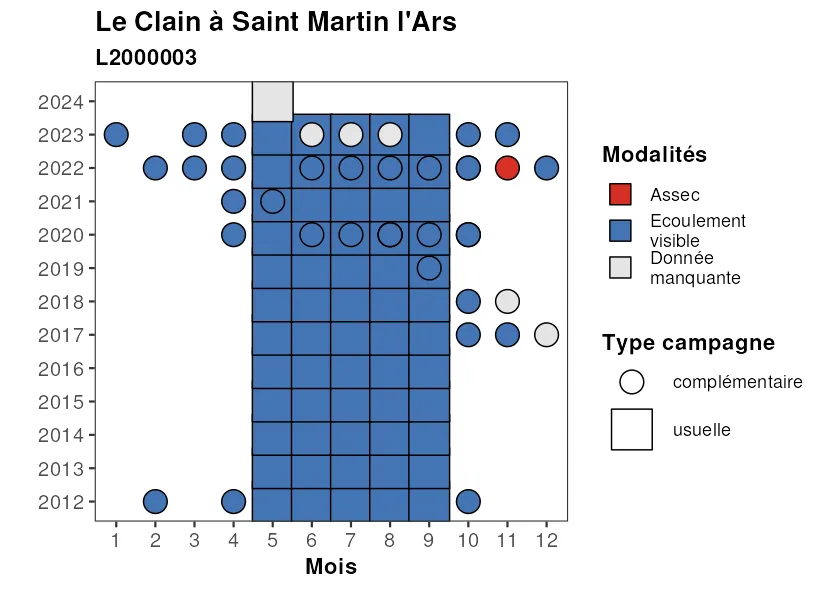 Le Clain à Saint Martin l'Ars
L2000003
2024
2023
2022
2021
2020
2019
2018
2017
2016
2015
2014
2013
2012
1 2 3 4 5 6 7 8 9 10 11 12
Mois
Modalités
Assec
Ecoulement
visible
Donnée
manquante
Type campagne
complémentaire
usuelle